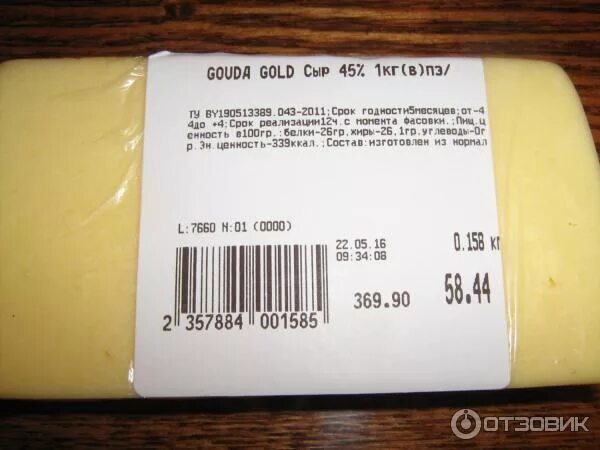 GOUDA GOLD Сыр 45% 1кг(в)пэ/
ТУ BY190513389.043-2011;Срок годности5месяцев;от-4
4до +4;Срок реализации12ч.с момента фасовки.;Пищ.ц
енность в100гр.:белки-26гр,жиры-26,1гр,углеводы-0г
р.Эн.ценность-339ккал.;Состав:изготовлен из нормал
L:7660 N:01 (0000)
22.05.16
09:34:08
0.158 кг
369.90
58.44
2 357884 001585
ОТЗОВИК